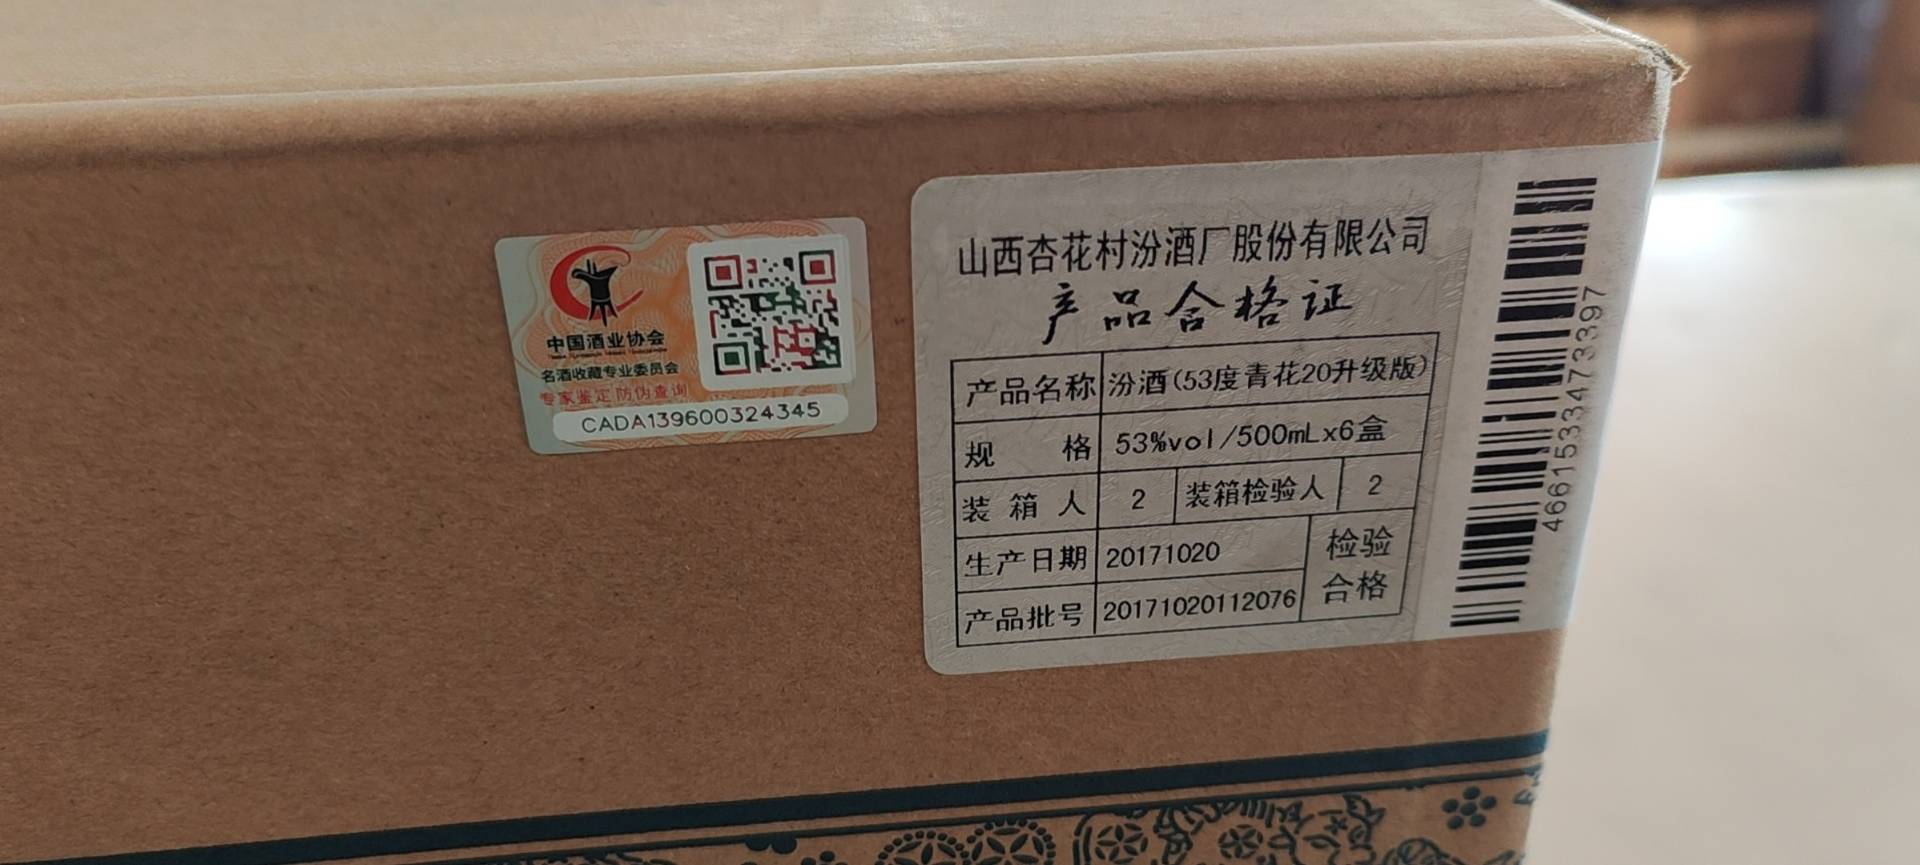 中国酒业协会
名酒收藏专业委员会
专家鉴定 防伪查询
CADA139600324345
山西杏花村汾酒厂股份有限公司
产品合格证
产品名称 汾酒(53度青花20升级版)
规格 53%vol/500mLx6盒
装箱人 2 装箱检验人 2
生产日期 20171020
产品批号 20171020112076
检验
合格
46615334473397